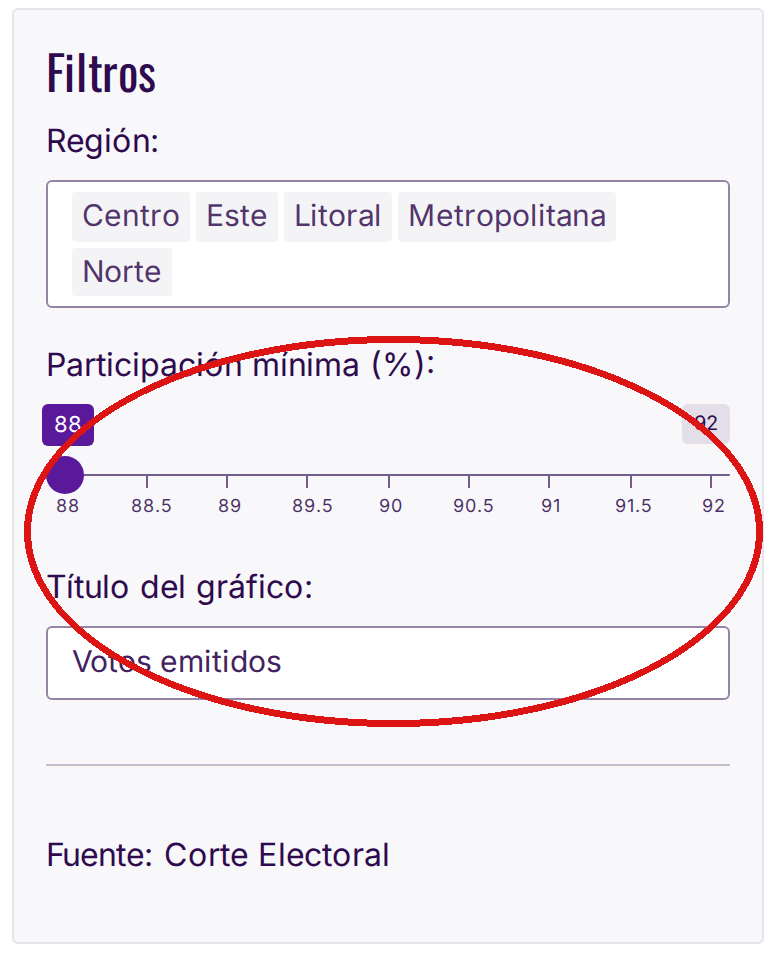 Filtros
Región:
Centro Este Litoral Metropolitana
Norte
Participación mínima (%):
88 92
88 88.5 89 89.5 90 90.5 91 91.5 92
Título del gráfico:
Votos emitidos
Fuente: Corte Electoral